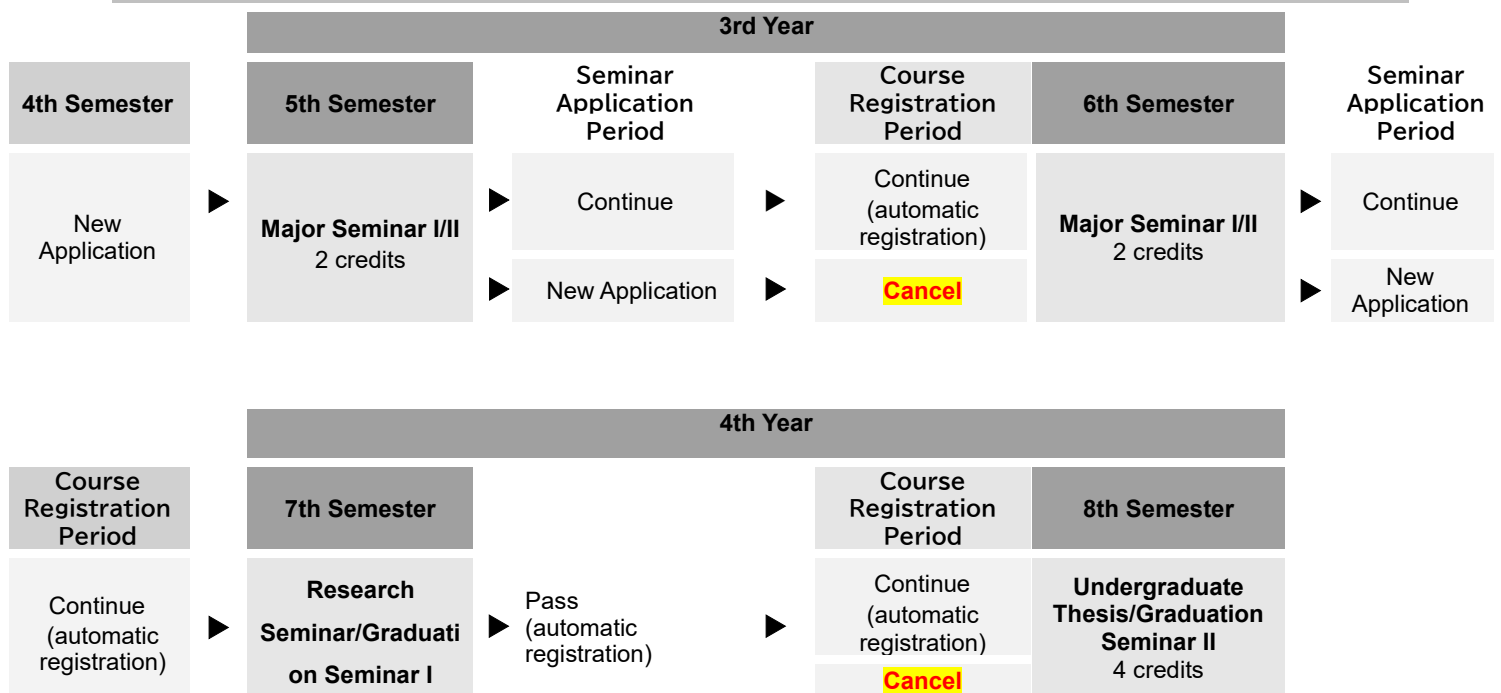 3rd Year
4th Semester
5th Semester
Seminar
Application
Period
Course
Registration
Period
6th Semester
Seminar
Application
Period
New
Application
Major Seminar I/II
2 credits
Continue
New Application
Continue
(automatic
registration)
Cancel
Major Seminar I/II
2 credits
Continue
New
Application
4th Year
Course
Registration
Period
7th Semester
Course
Registration
Period
8th Semester
Continue
(automatic
registration)
Research
Seminar/Graduati
on Seminar I
Pass
(automatic
registration)
Continue
(automatic
registration)
Cancel
Undergraduate
Thesis/Graduation
Seminar II
4 credits